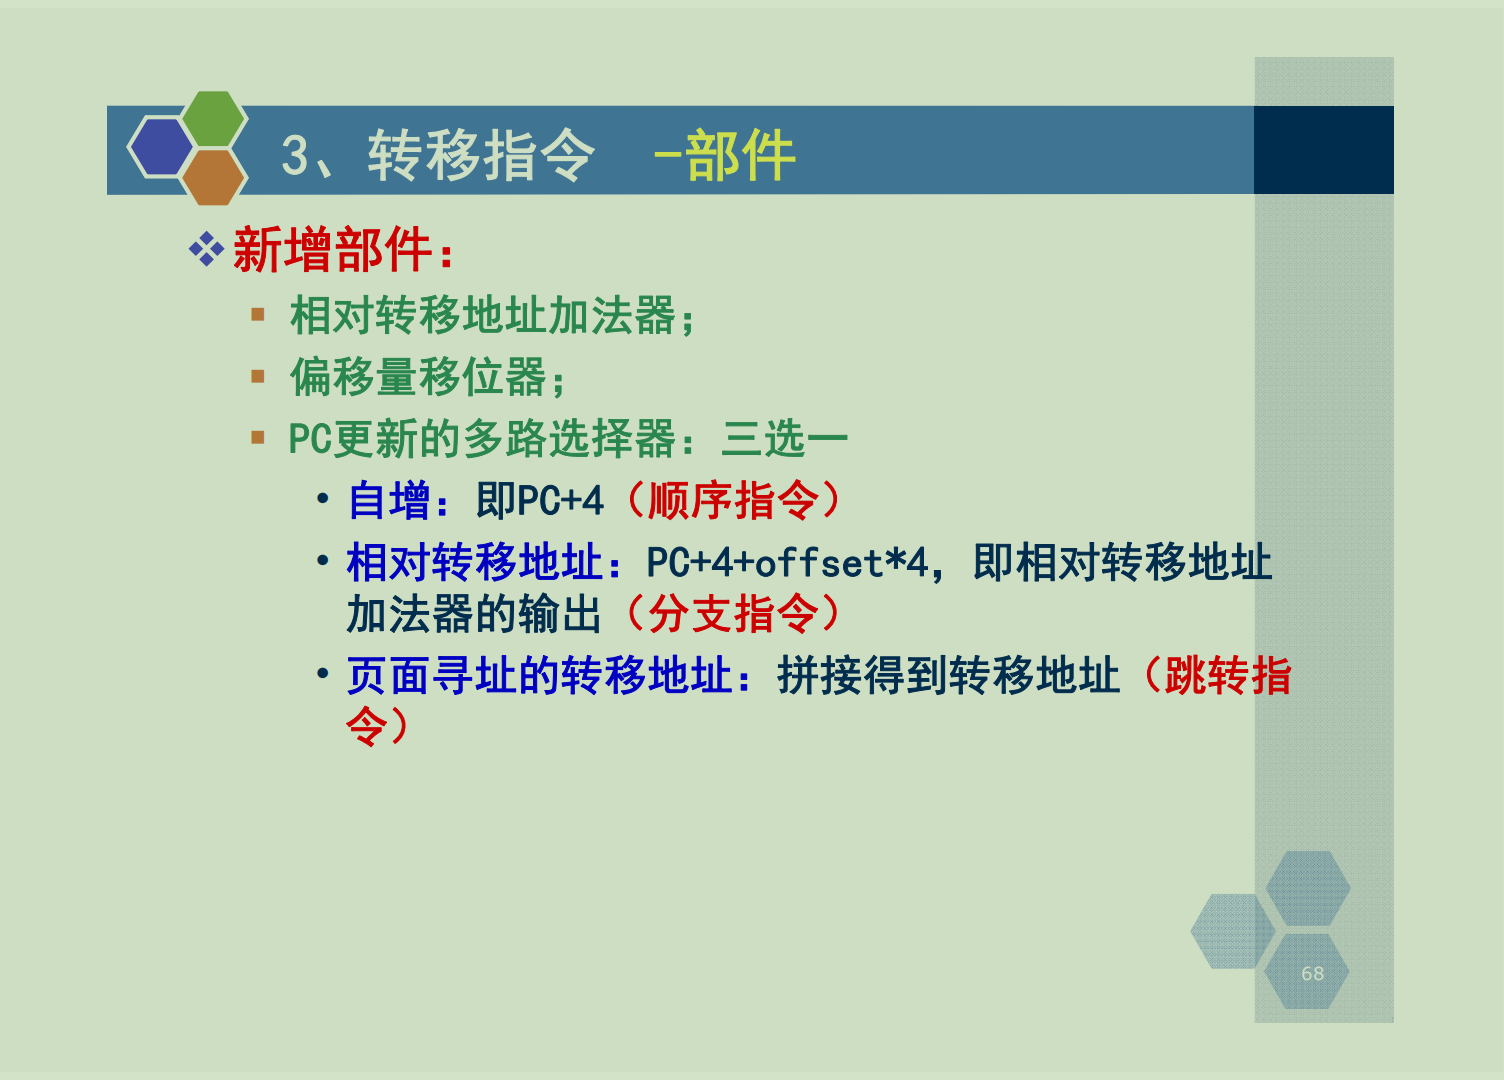 3、转移指令 -部件
新增部件：
相对转移地址加法器；
偏移量移位器；
PC更新的多路选择器：三选一
自增：即PC+4（顺序指令）
相对转移地址：PC+4+offset*4，即相对转移地址
加法器的输出（分支指令）
页面寻址的转移地址：拼接得到转移地址（跳转指
令）
68